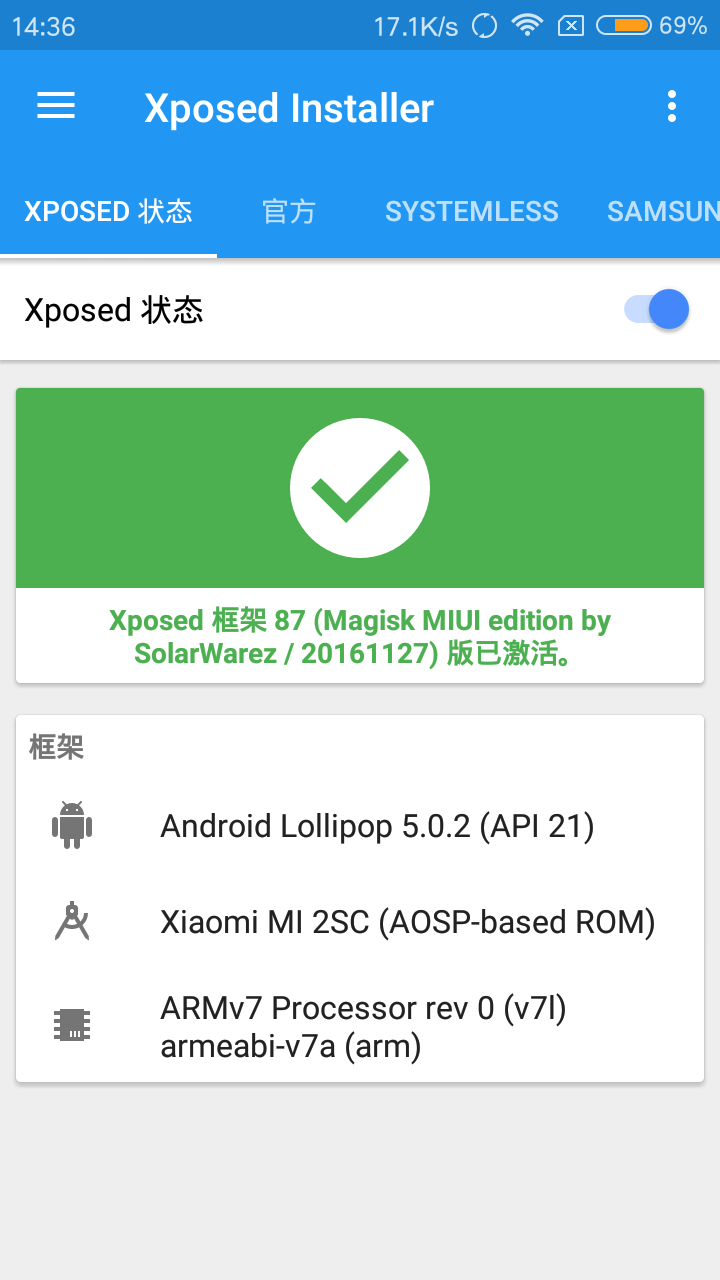 14:36 17.1K/s 69%
Xposed Installer
XPOSED 状态 官方 SYSTEMLESS SAMSUN
Xposed 状态
Xposed 框架 87 (Magisk MIUI edition by
SolarWarez / 20161127) 版已激活。
框架
Android Lollipop 5.0.2 (API 21)
Xiaomi MI 2SC (AOSP-based ROM)
ARMv7 Processor rev 0 (v7l)
armeabi-v7a (arm)